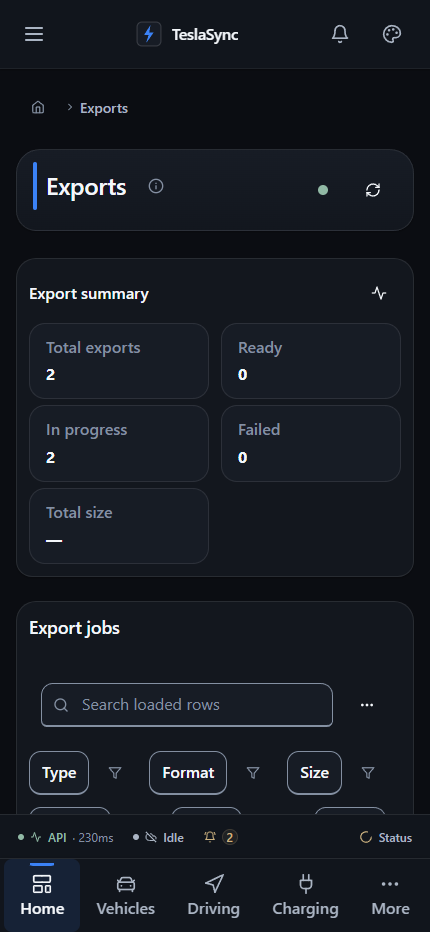 TeslaSync
Exports
Exports
Export summary
Total exports
2
Ready
0
In progress
2
Failed
0
Total size
—
Export jobs
Search loaded rows
Type
Format
Size
API · 230ms
Idle
2
Status
Home
Vehicles
Driving
Charging
More